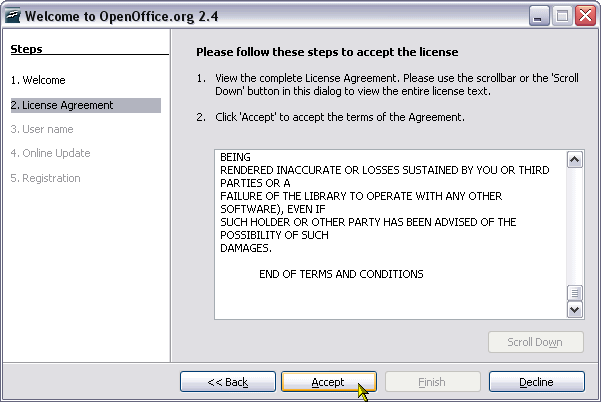 Welcome to OpenOffice.org 2.4
Steps
1. Welcome
2. License Agreement
3. User name
4. Online Update
5. Registration
Please follow these steps to accept the license
1. View the complete License Agreement. Please use the scrollbar or the 'Scroll
Down' button in this dialog to view the entire license text.
2. Click 'Accept' to accept the terms of the Agreement.
BEING
RENDERED INACCURATE OR LOSSES SUSTAINED BY YOU OR THIRD
PARTIES OR A
FAILURE OF THE LIBRARY TO OPERATE WITH ANY OTHER
SOFTWARE), EVEN IF
SUCH HOLDER OR OTHER PARTY HAS BEEN ADVISED OF THE
POSSIBILITY OF SUCH
DAMAGES.
END OF TERMS AND CONDITIONS
Scroll Down
<< Back
Accept
Finish
Decline